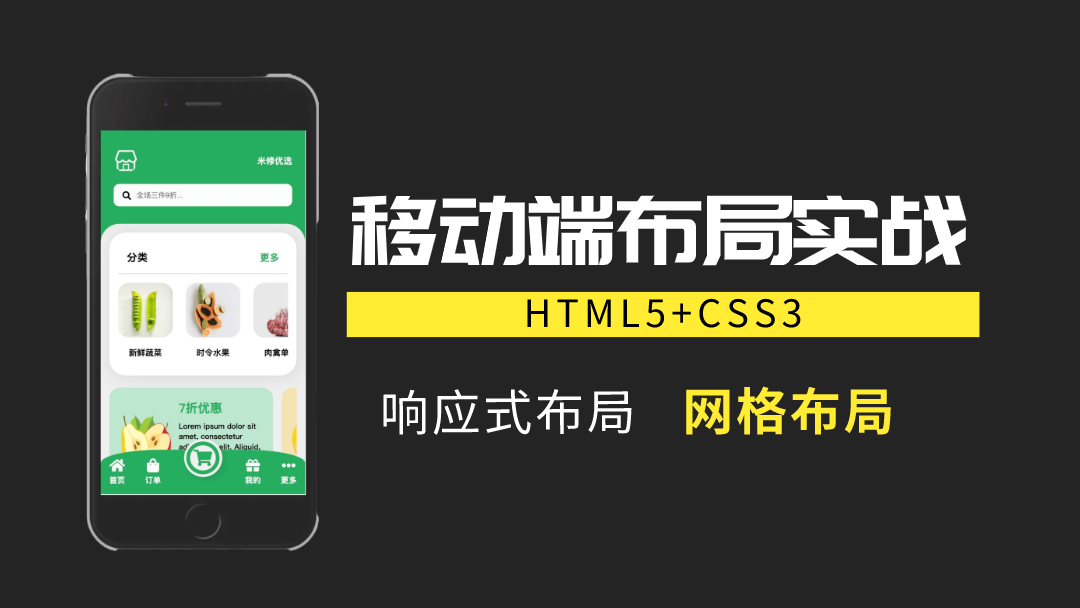 米修优选
全场三件9折...
分类
更多
新鲜蔬菜
时令水果
肉禽单
7折优惠
Lorem ipsum dolor sit
amet, consectetur
elit. Aliquid,
首页
订单
我的
更多
移动端布局实战
HTML5+CSS3
响应式布局
网格布局